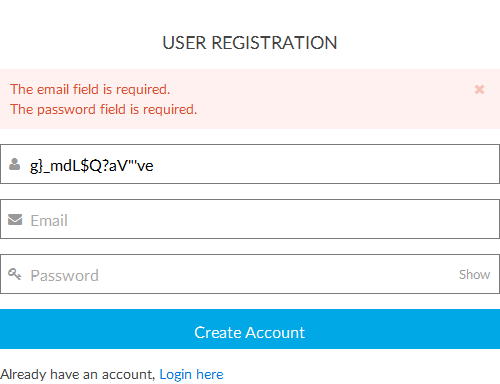 USER REGISTRATION
The email field is required.
The password field is required.
g}_mdL$Q?aV"'ve
Email
Password
Show
Create Account
Already have an account, Login here